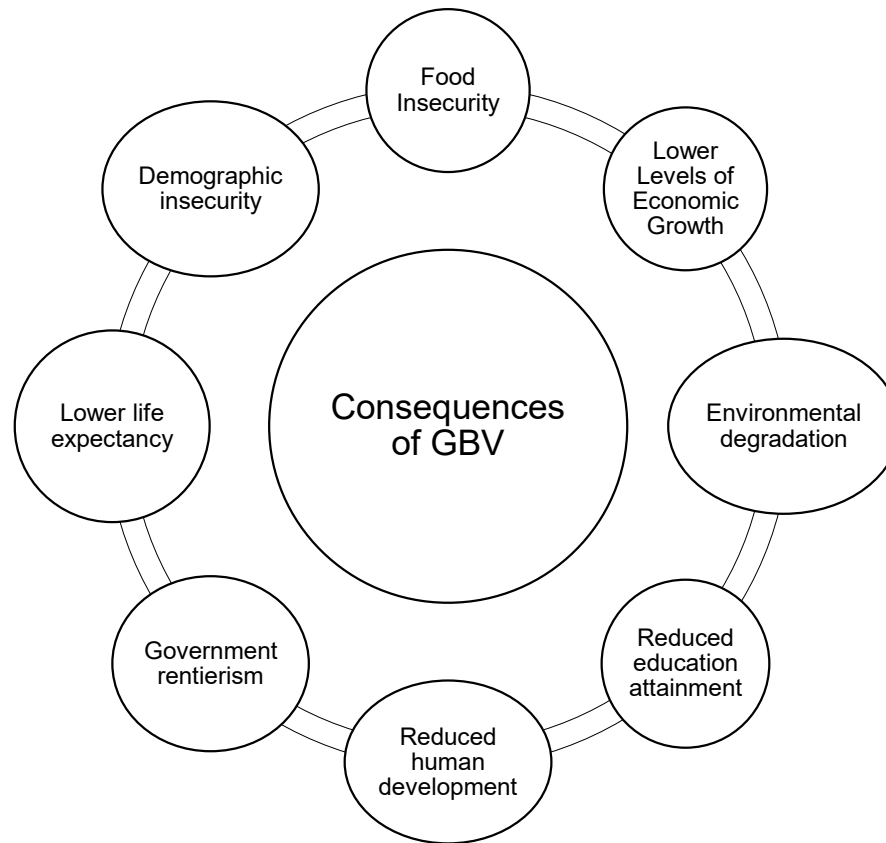 Food
Insecurity
Lower
Levels of
Economic
Growth
Environmental
degradation
Reduced
education
attainment
Reduced
human
development
Government
rentierism
Lower life
expectancy
Demographic
insecurity
Consequences
of GBV